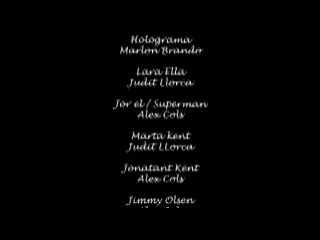 Holograma
Marlon Brando
Lara Ella
Judit Llorca
Jor el / Superman
Alex Cols
Marta kent
Judit LLorca
Jonatant Kent
Alex Cols
Jimmy Olsen